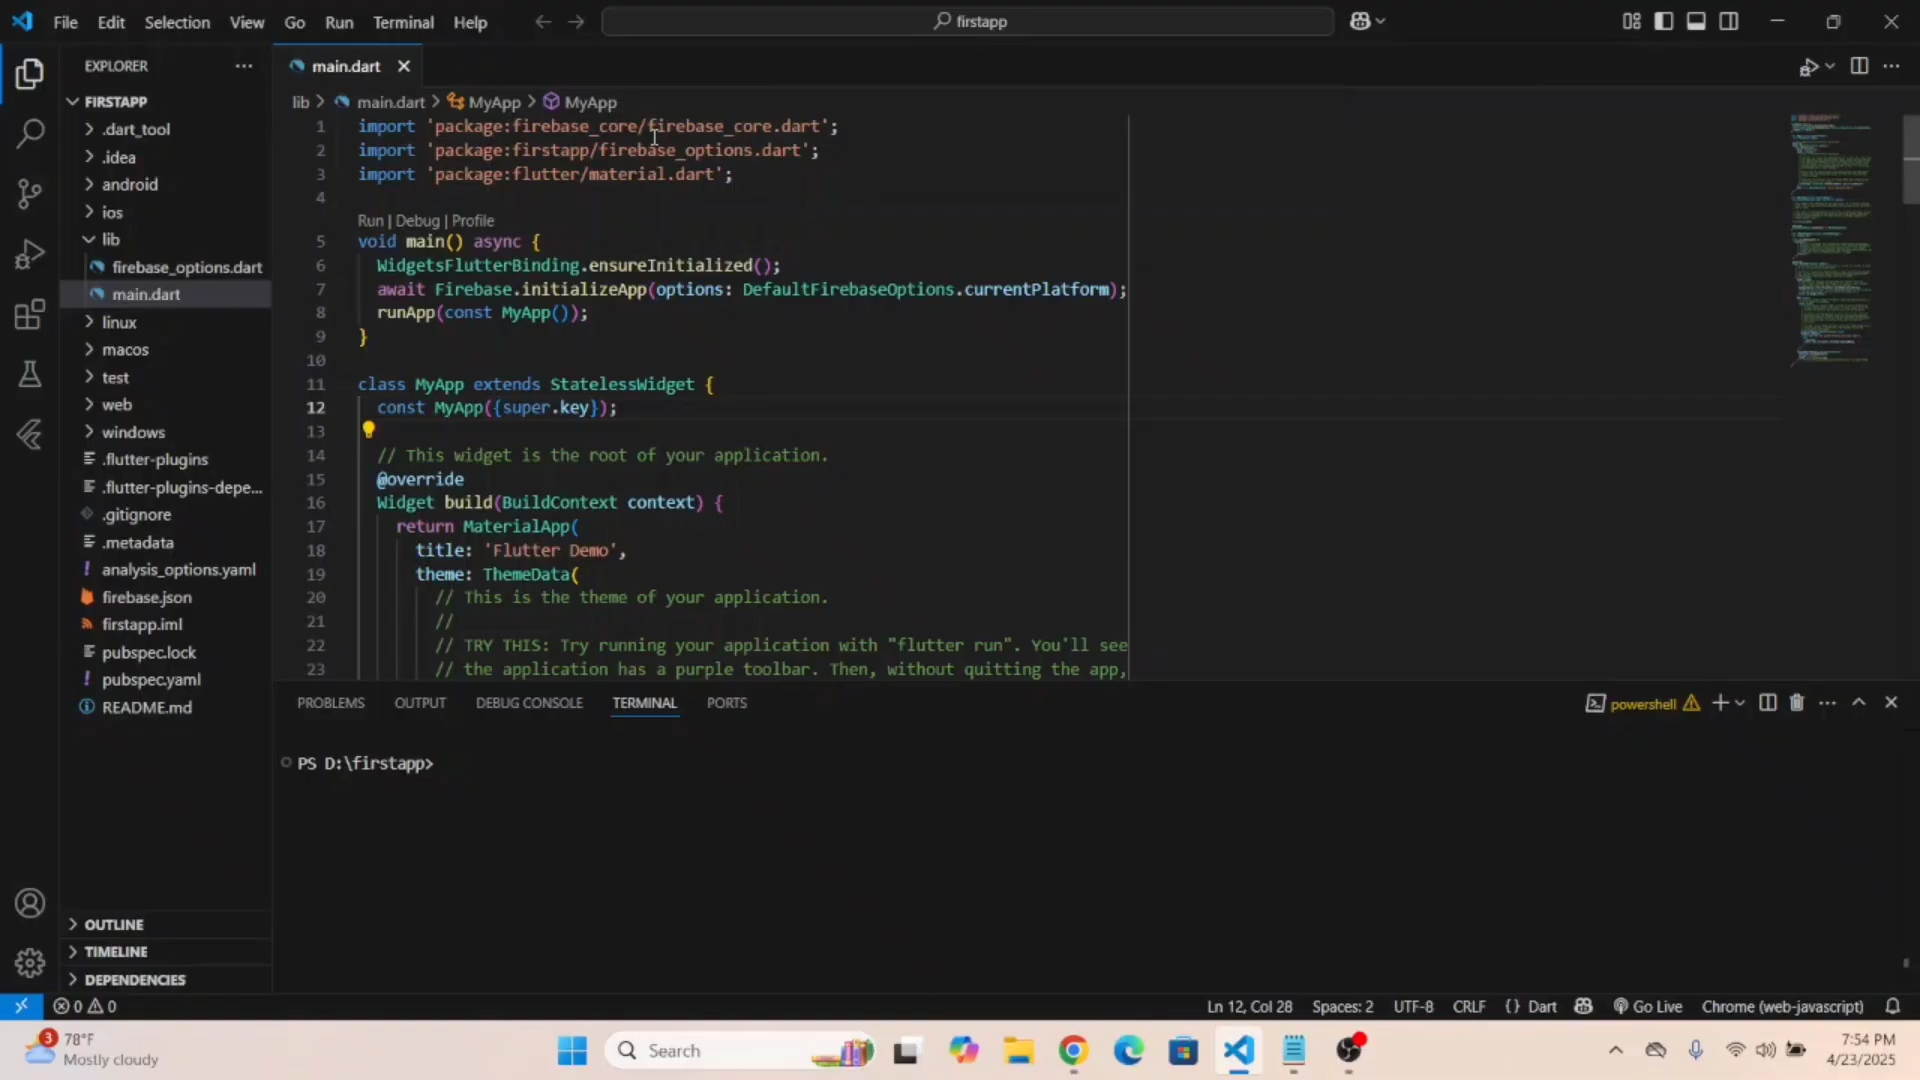 File Edit Selection View Go Run Terminal Help
firstapp
EXPLORER
FIRSTAPP
.dart_tool
.idea
android
ios
lib
firebase_options.dart
main.dart
linux
macos
test
web
windows
.flutter-plugins
.flutter-plugins-depe...
.gitignore
.metadata
analysis_options.yaml
firebase.json
firstapp.iml
pubspec.lock
pubspec.yaml
README.md
OUTLINE
TIMELINE
DEPENDENCIES
main.dart
lib > main.dart > MyApp > MyApp
1 import 'package:firebase_core/firebase_core.dart';
2 import 'package:firstapp/firebase_options.dart';
3 import 'package:flutter/material.dart';
4
Run | Debug | Profile
5 void main() async {
6 WidgetsFlutterBinding.ensureInitialized();
7 await Firebase.initializeApp(options: DefaultFirebaseOptions.currentPlatform);
8 runApp(const MyApp());
9 }
10
11 class MyApp extends StatelessWidget {
12 const MyApp({super.key});
13
14 // This widget is the root of your application.
15 @override
16 Widget build(BuildContext context) {
17 return MaterialApp(
18 title: 'Flutter Demo',
19 theme: ThemeData(
20 // This is the theme of your application.
21 //
22 // TRY THIS: Try running your application with "flutter run". You'll see
23 // the application has a purple toolbar. Then, without quitting the app,
PROBLEMS OUTPUT DEBUG CONSOLE TERMINAL PORTS
powershell
PS D:\firstapp>
0 0
Ln 12, Col 28 Spaces: 2 UTF-8 CRLF {} Dart Go Live Chrome (web-javascript)
3
78°F
Mostly cloudy
Search
7:54 PM
4/23/2025